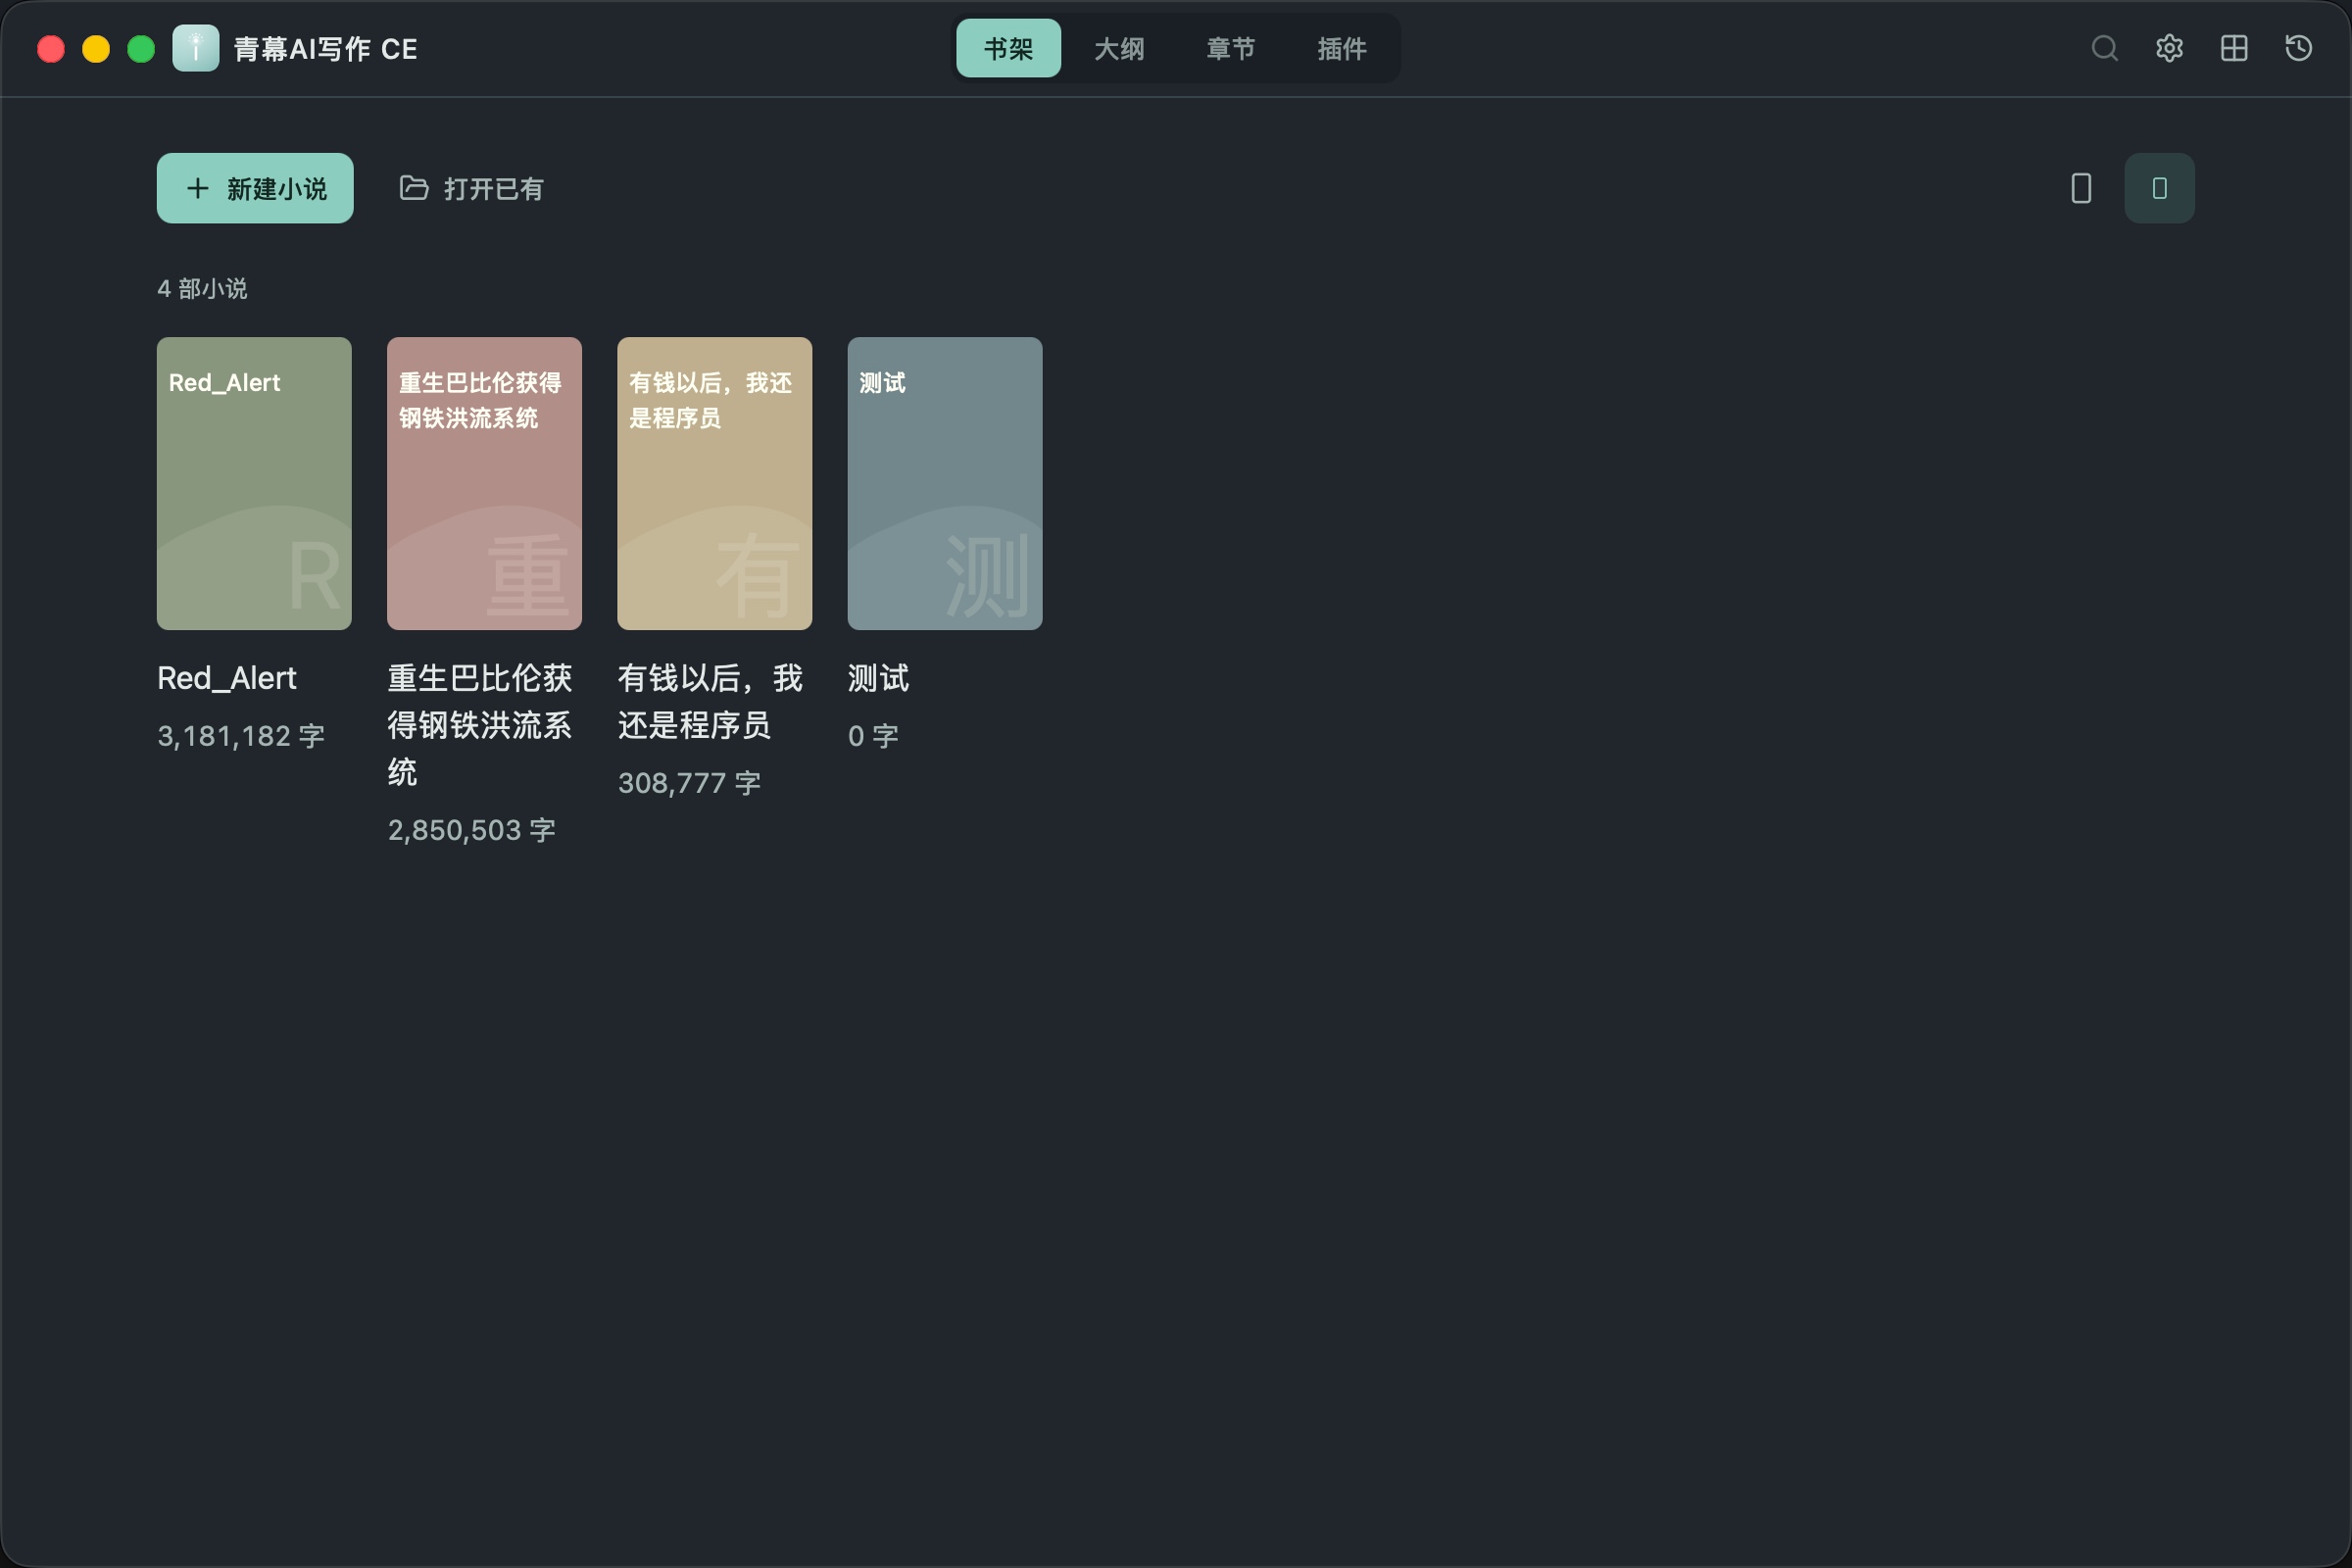 青幕AI写作 CE
书架
大纲
章节
插件
新建小说
打开已有
4 部小说
Red_Alert
R
重生巴比伦获得
钢铁洪流系统
重
有钱以后，我还
是程序员
有
测试
测
Red_Alert
3,181,182 字
重生巴比伦获
得钢铁洪流系
统
2,850,503 字
有钱以后，我
还是程序员
308,777 字
测试
0 字